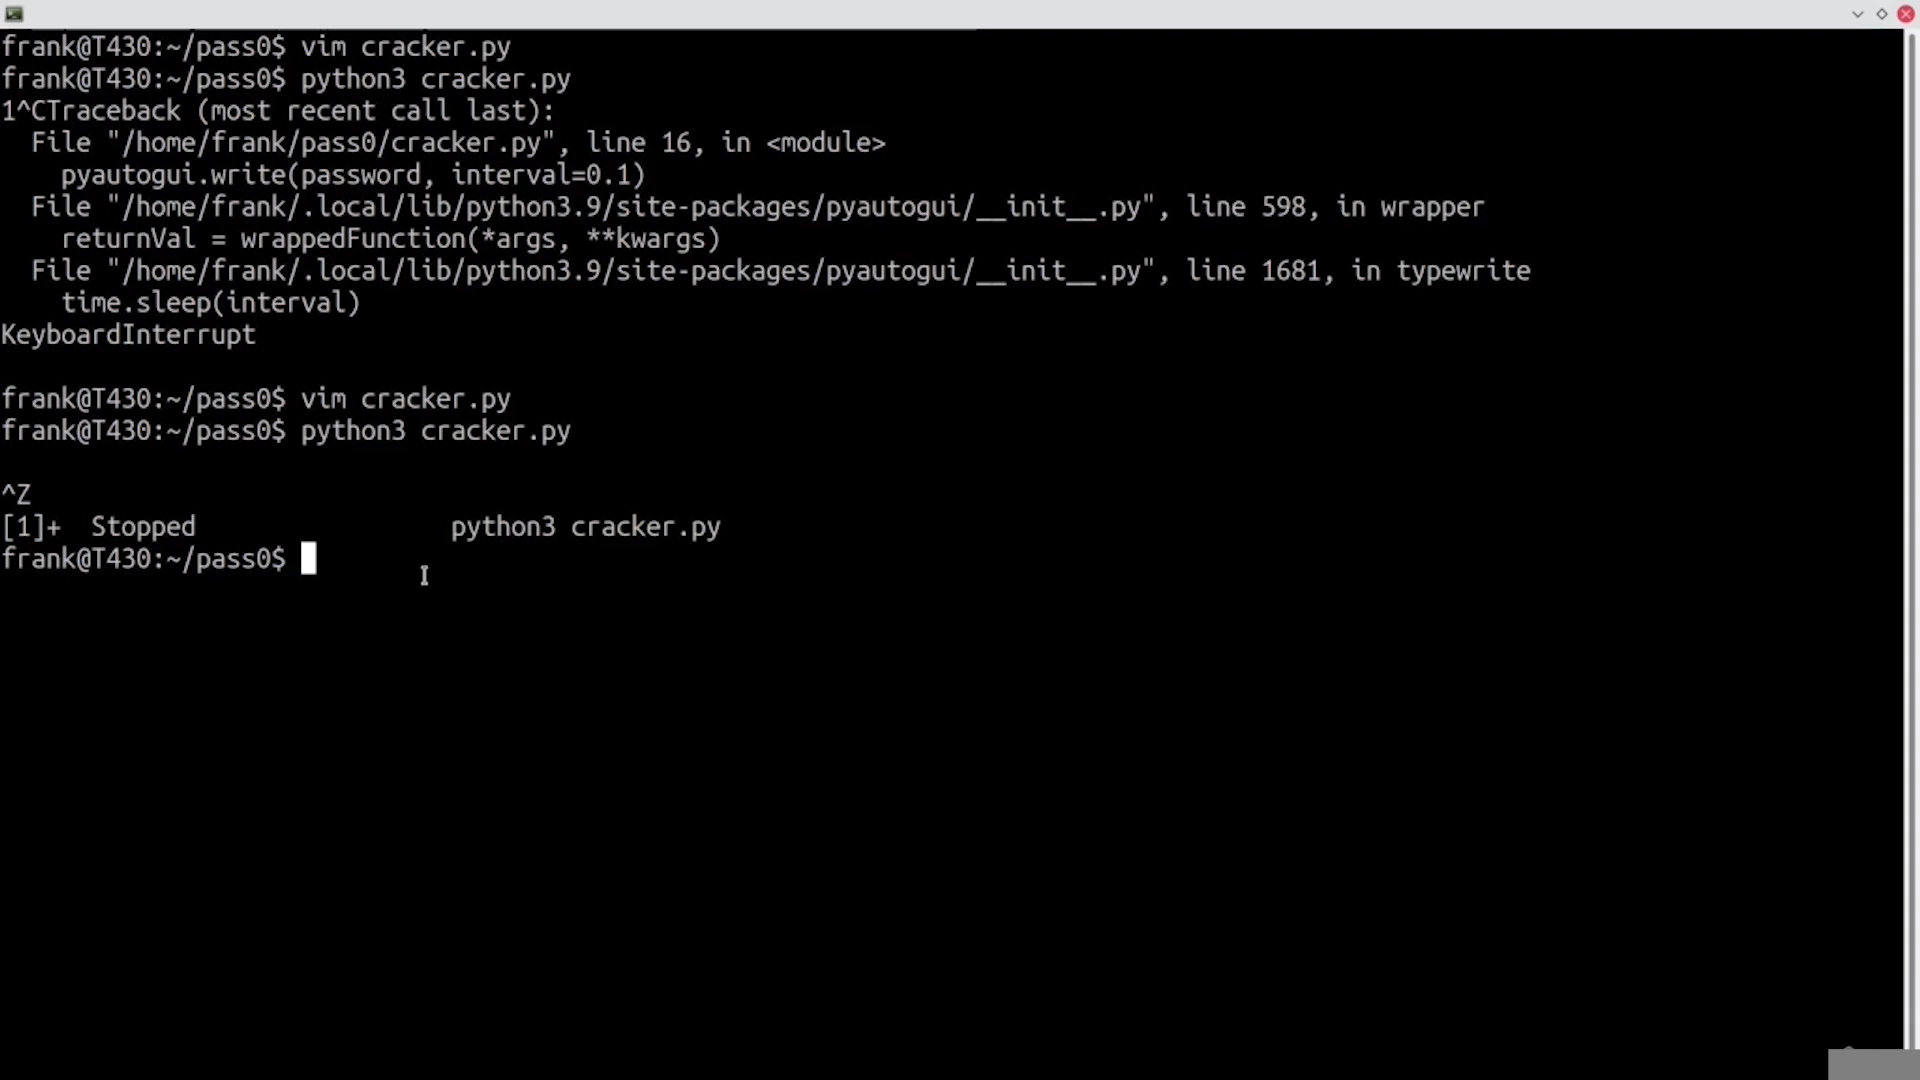 frank@T430:~/pass0$ vim cracker.py
frank@T430:~/pass0$ python3 cracker.py
1^CTraceback (most recent call last):
  File "/home/frank/pass0/cracker.py", line 16, in <module>
    pyautogui.write(password, interval=0.1)
  File "/home/frank/.local/lib/python3.9/site-packages/pyautogui/__init__.py", line 598, in wrapper
    returnVal = wrappedFunction(*args, **kwargs)
  File "/home/frank/.local/lib/python3.9/site-packages/pyautogui/__init__.py", line 1681, in typewrite
    time.sleep(interval)
KeyboardInterrupt
frank@T430:~/pass0$ vim cracker.py
frank@T430:~/pass0$ python3 cracker.py
^Z
[1]+  Stopped                 python3 cracker.py
frank@T430:~/pass0$